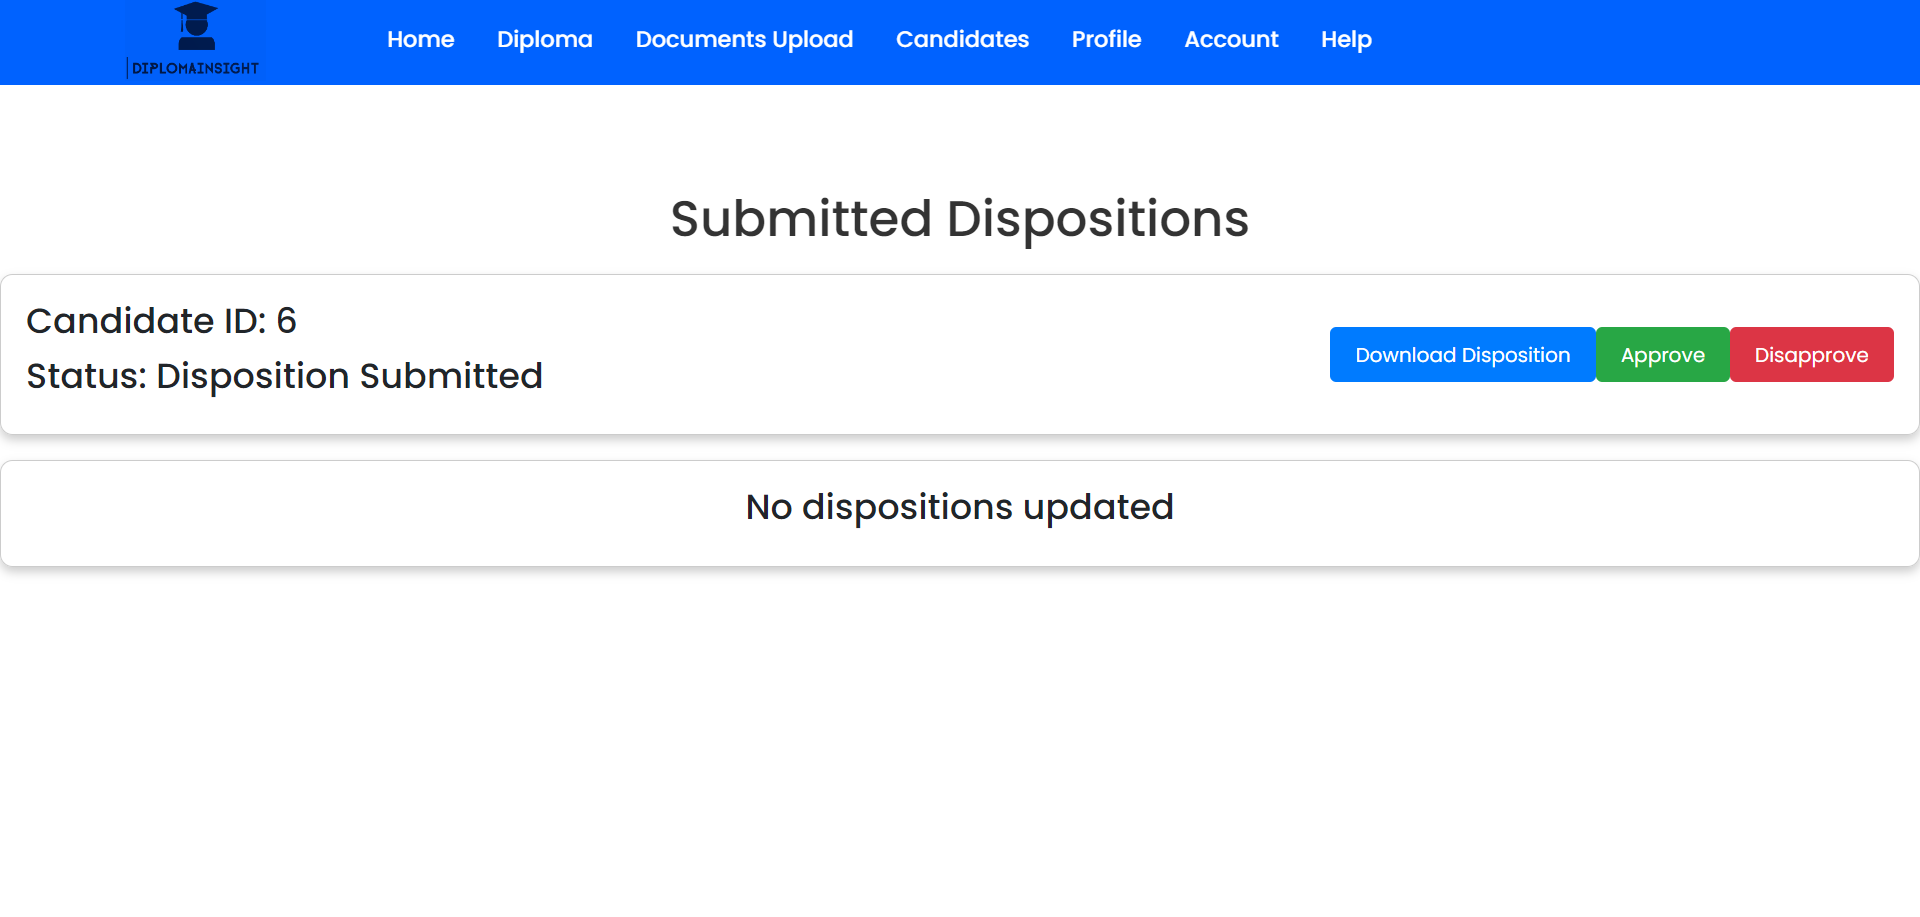 DIPLOMAINSIGHT
Home Diploma Documents Upload Candidates Profile Account Help
Submitted Dispositions
Candidate ID: 6
Status: Disposition Submitted
Download Disposition Approve Disapprove
No dispositions updated